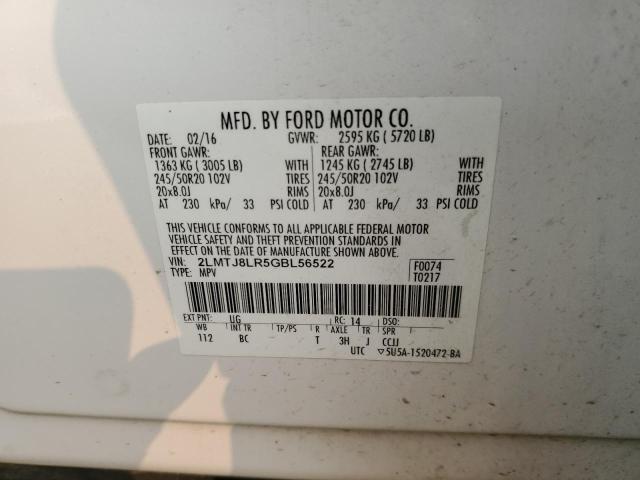 MFD. BY FORD MOTOR CO.
DATE: 02/16 GVWR: 2595 KG ( 5720 LB)
FRONT GAWR: REAR GAWR:
1363 KG ( 3005 LB) WITH 1245 KG ( 2745 LB) WITH
245/50R20 102V TIRES 245/50R20 102V TIRES
20x8.0J RIMS 20x8.0J RIMS
AT 230 kPa/ 33 PSI COLD AT 230 kPa/ 33 PSI COLD
THIS VEHICLE CONFORMS TO ALL APPLICABLE FEDERAL MOTOR
VEHICLE SAFETY AND THEFT PREVENTION STANDARDS IN
EFFECT ON THE DATE OF MANUFACTURE SHOWN ABOVE.
VIN: 2LMTJ8LR5GBL56522 F0074
TYPE: MPV T0217
EXT PNT: UG RC: 14 DSO:
WB INT TR TP/PS R AXLE TR SPR
112 BC T 3H J CCJJ
UTC ▽5U5A-1520472-BA